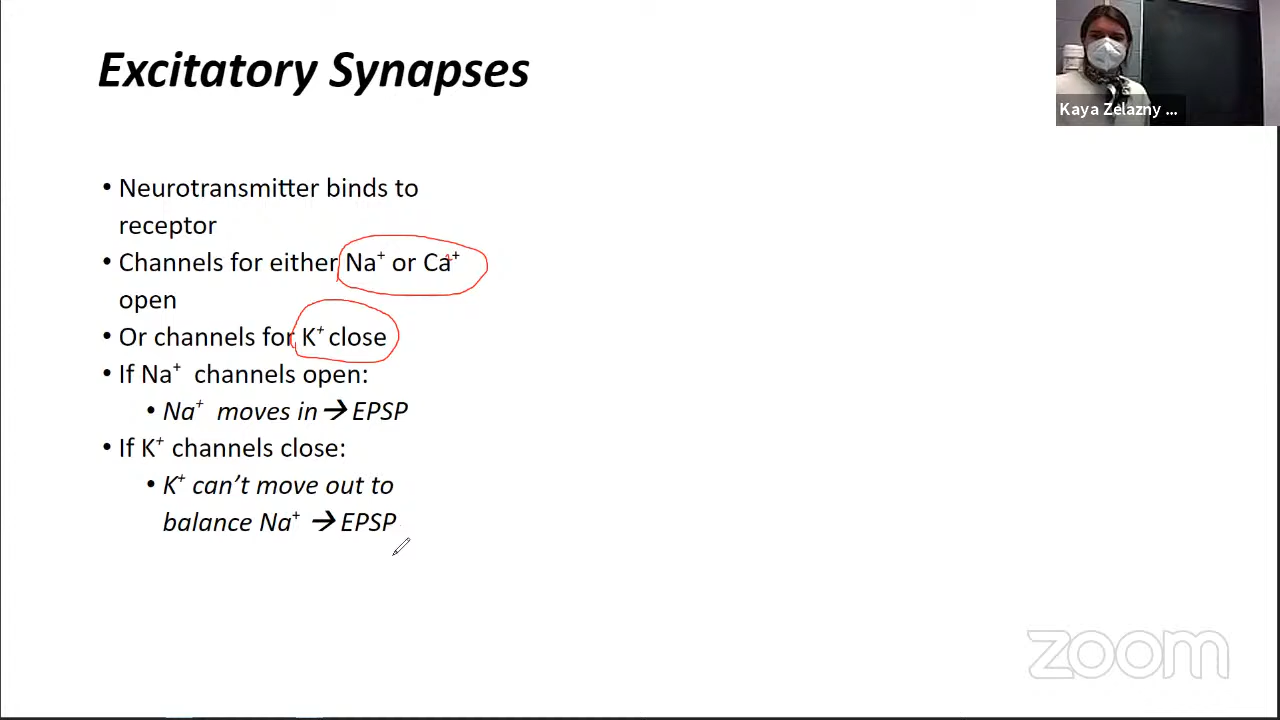 Excitatory Synapses
Kaya Zelazny ...
• Neurotransmitter binds to
receptor
• Channels for either Na⁺ or Ca²⁺
open
• Or channels for K⁺ close
• If Na⁺ channels open:
• Na⁺ moves in→ EPSP
• If K⁺ channels close:
• K⁺ can’t move out to
balance Na⁺ → EPSP
zoom